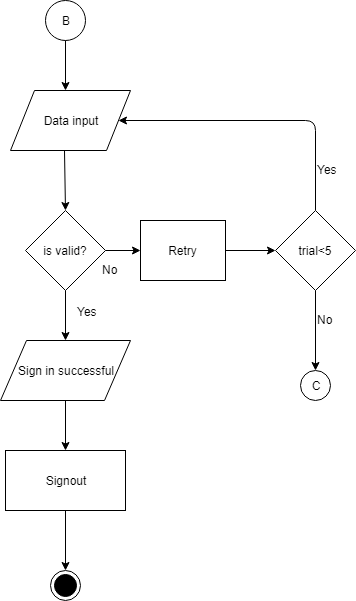 B
Data input
Yes
is valid?
No
Retry
trial<5
Yes
No
Sign in successful
C
Signout